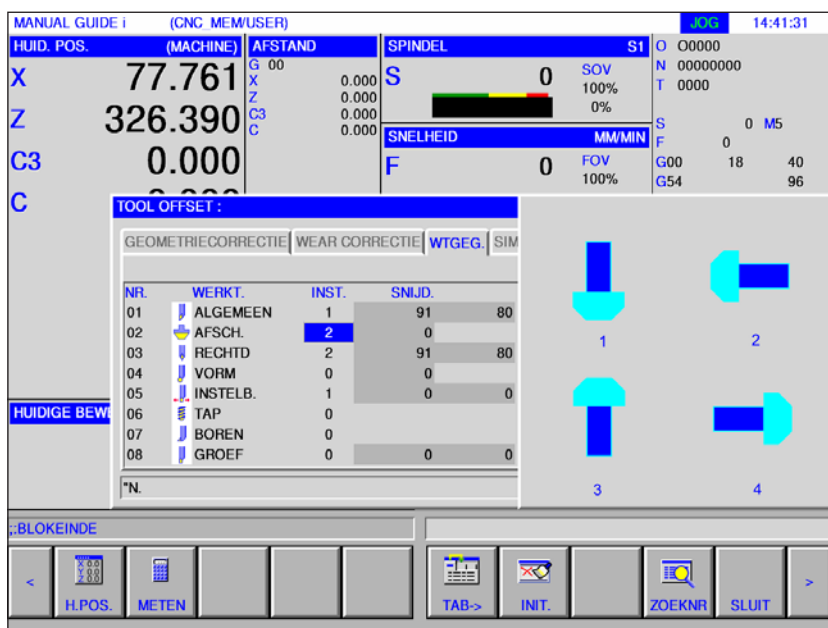 MANUAL GUIDE i (CNC_MEM/USER) JOG 14:41:31
HUID. POS. (MACHINE) AFSTAND SPINDEL S1 O O0000
X 77.761 G 00 S 0 SOV N 00000000
X 0.000 100% T 0000
Z 326.390 Z 0.000 0%
C3 0.000 S 0 M5
C 0.000 SNELHEID MM/MIN F 0
C3 0.000 F 0 FOV G00 18 40
100% G54 96
C
TOOL OFFSET :
GEOMETRIECORRECTIE WEAR CORRECTIE WTGEG. SIM
NR. WERKT. INST. SNIJD.
01 ALGEMEEN 1 91 80
02 AFSCH. 2 0
03 RECHTD 2 91 80
04 VORM 0 0
05 INSTELB. 1 0 0
06 TAP 0
07 BOREN 0
08 GROEF 0 0 0
1 2
3 4
HUIDIGE BEWE
"N.
;:BLOKEINDE
< H.POS. METEN TAB-> INIT. ZOEKNR SLUIT >